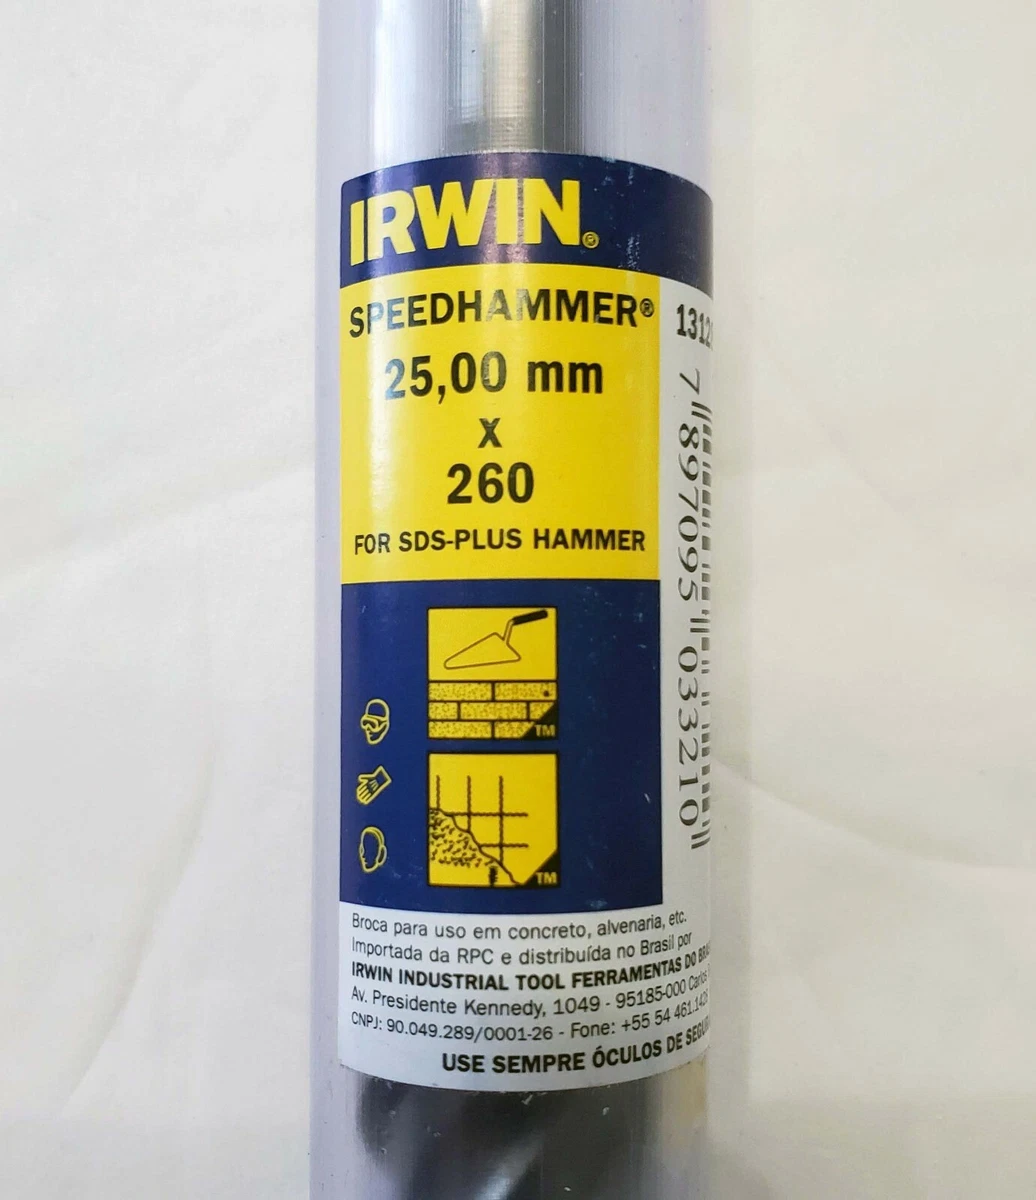 IRWIN®
SPEEDHAMMER®
25,00 mm
x
260
FOR SDS-PLUS HAMMER
TM
TM
7 897095 033210
Broca para uso em concreto, alvenaria, etc.
Importada da RPC e distribuída no Brasil por
IRWIN INDUSTRIAL TOOL FERRAMENTAS DO
Av. Presidente Kennedy, 1049 - 95185-000 Carlos
CNPJ: 90.049.289/0001-26 - Fone: +55 54
USE SEMPRE ÓCULOS DE